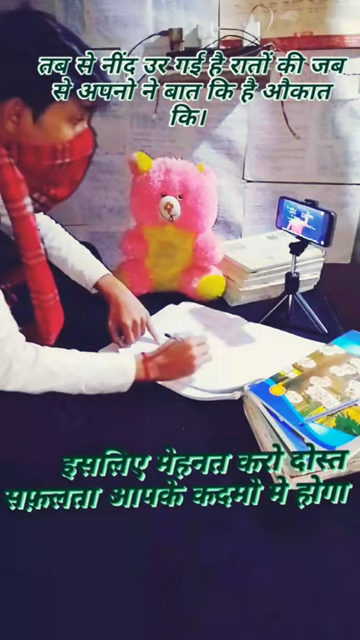 तब से नींद उर गई है रातों की जब
से अपनो ने बात कि है औकात
कि।
इसलिए मेहनत करो दोस्त
सफ़लता आपके कदमो मे होगा